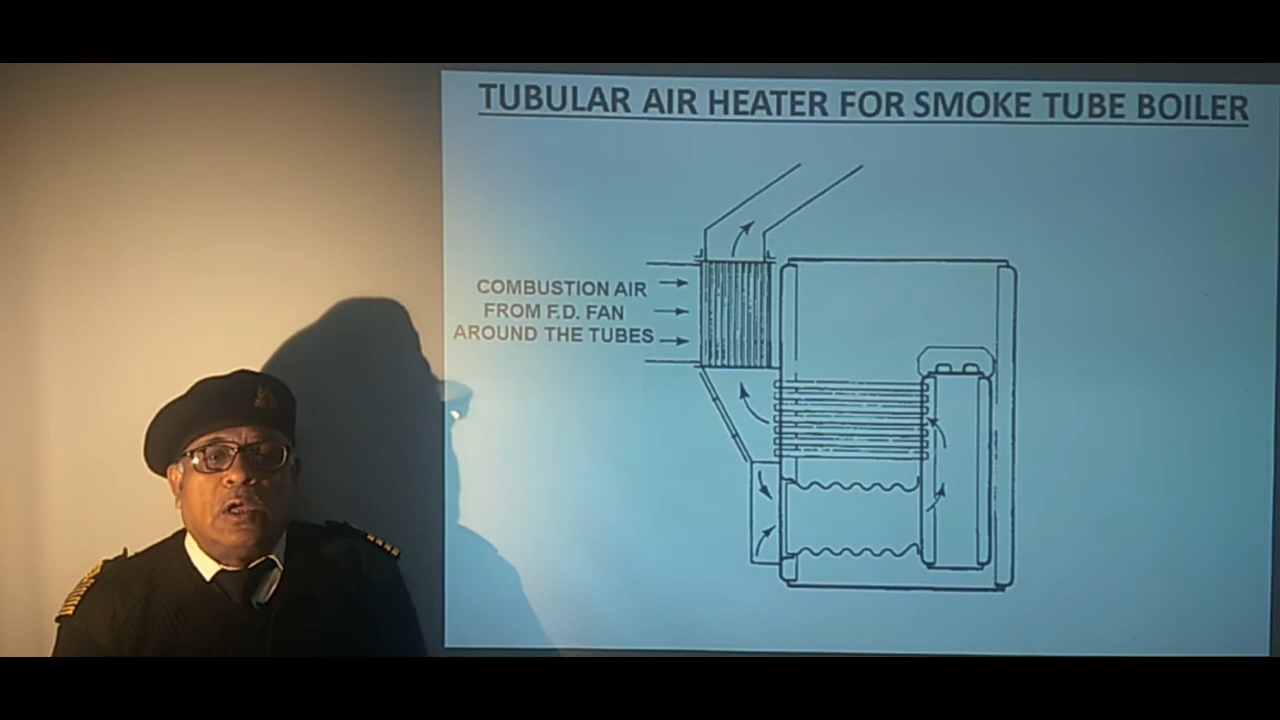 TUBULAR AIR HEATER FOR SMOKE TUBE BOILER
COMBUSTION AIR
FROM F.D. FAN
AROUND THE TUBES